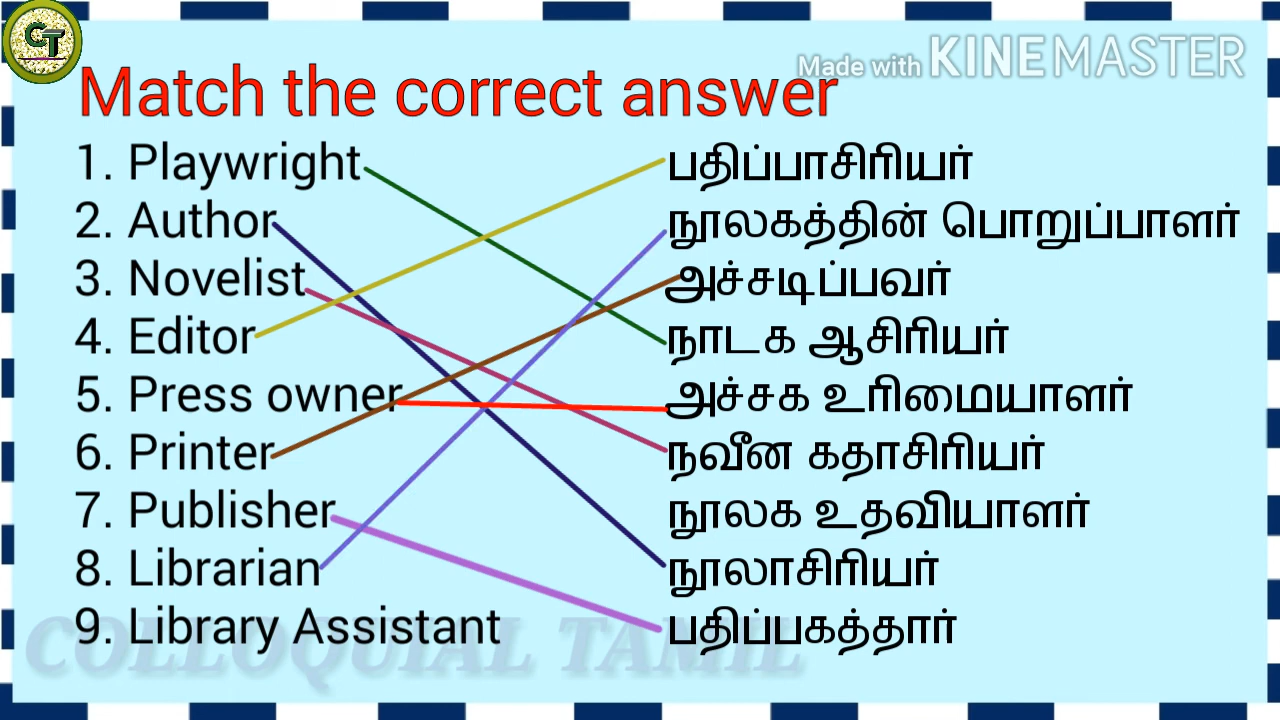 CT
Made with KINEMASTER
Match the correct answer
1. Playwright பதிப்பாசிரியர்
2. Author நூலகத்தின் பொறுப்பாளர்
3. Novelist அச்சடிப்பவர்
4. Editor நாடக ஆசிரியர்
5. Press owner அச்சக உரிமையாளர்
6. Printer நவீன கதாசிரியர்
7. Publisher நூலக உதவியாளர்
8. Librarian நூலாசிரியர்
9. Library Assistant பதிப்பகத்தார்
COLLOQUIAL TAMIL